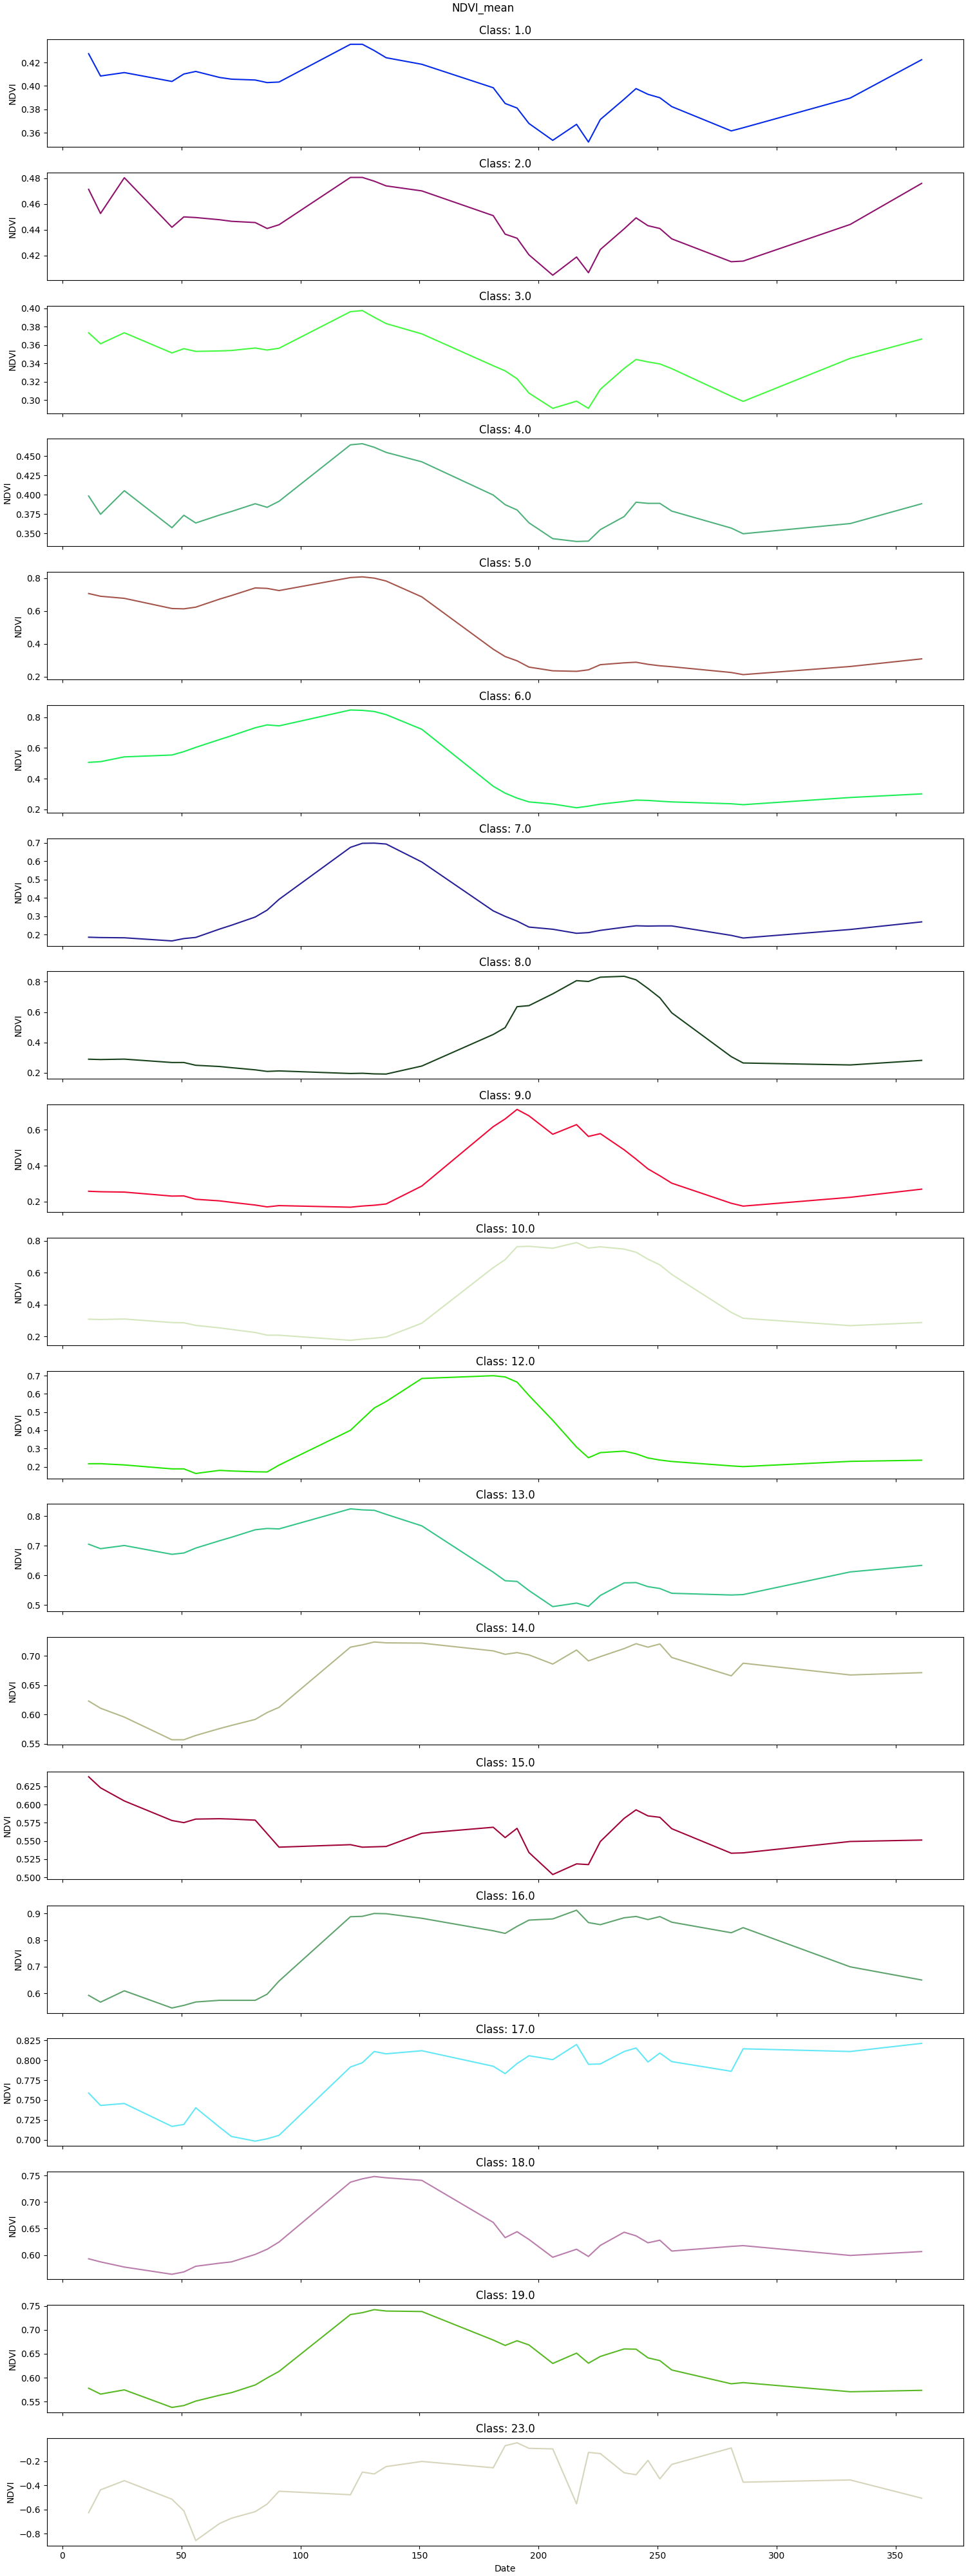 NDVI_mean
Class: 1.0
0.42
0.40
0.38
0.36
NDVI
Class: 2.0
0.48
0.46
0.44
0.42
NDVI
Class: 3.0
0.40
0.38
0.36
0.34
0.32
0.30
NDVI
Class: 4.0
0.450
0.425
0.400
0.375
0.350
NDVI
Class: 5.0
0.8
0.6
0.4
0.2
NDVI
Class: 6.0
0.8
0.6
0.4
0.2
NDVI
Class: 7.0
0.7
0.6
0.5
0.4
0.3
0.2
NDVI
Class: 8.0
0.8
0.6
0.4
0.2
NDVI
Class: 9.0
0.6
0.4
0.2
NDVI
Class: 10.0
0.8
0.6
0.4
0.2
NDVI
Class: 12.0
0.7
0.6
0.5
0.4
0.3
0.2
NDVI
Class: 13.0
0.8
0.7
0.6
0.5
NDVI
Class: 14.0
0.70
0.65
0.60
0.55
NDVI
Class: 15.0
0.625
0.600
0.575
0.550
0.525
0.500
NDVI
Class: 16.0
0.9
0.8
0.7
0.6
NDVI
Class: 17.0
0.825
0.800
0.775
0.750
0.725
0.700
NDVI
Class: 18.0
0.75
0.70
0.65
0.60
NDVI
Class: 19.0
0.75
0.70
0.65
0.60
0.55
NDVI
Class: 23.0
−0.2
−0.4
−0.6
−0.8
NDVI
0 50 100 150 200 250 300 350
Date